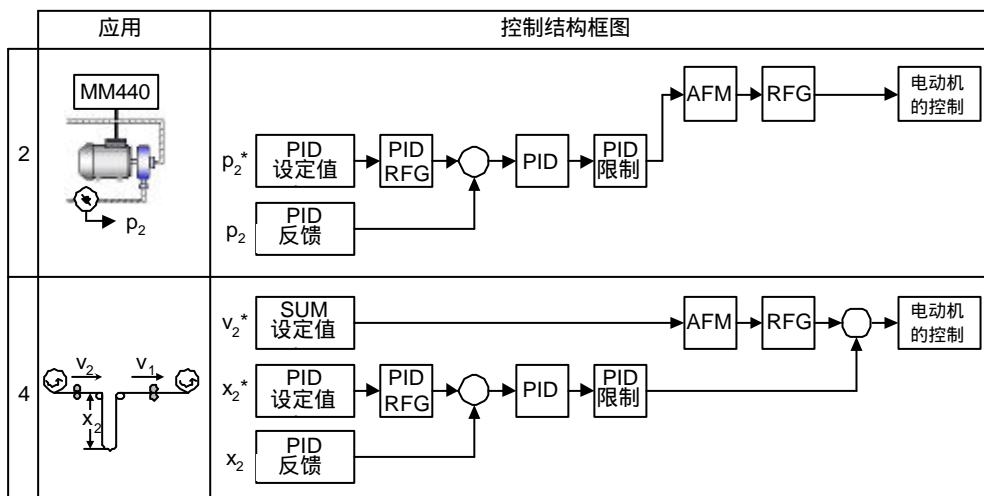 应用
控制结构框图
2
MM440
p2
p2*
PID
设定值
PID
RFG
PID
PID
限制
AFM
RFG
电动机
的控制
p2
PID
反馈
4
v2
v1
x2
v2*
SUM
设定值
AFM
RFG
电动机
的控制
x2*
PID
设定值
PID
RFG
PID
PID
限制
x2
PID
反馈